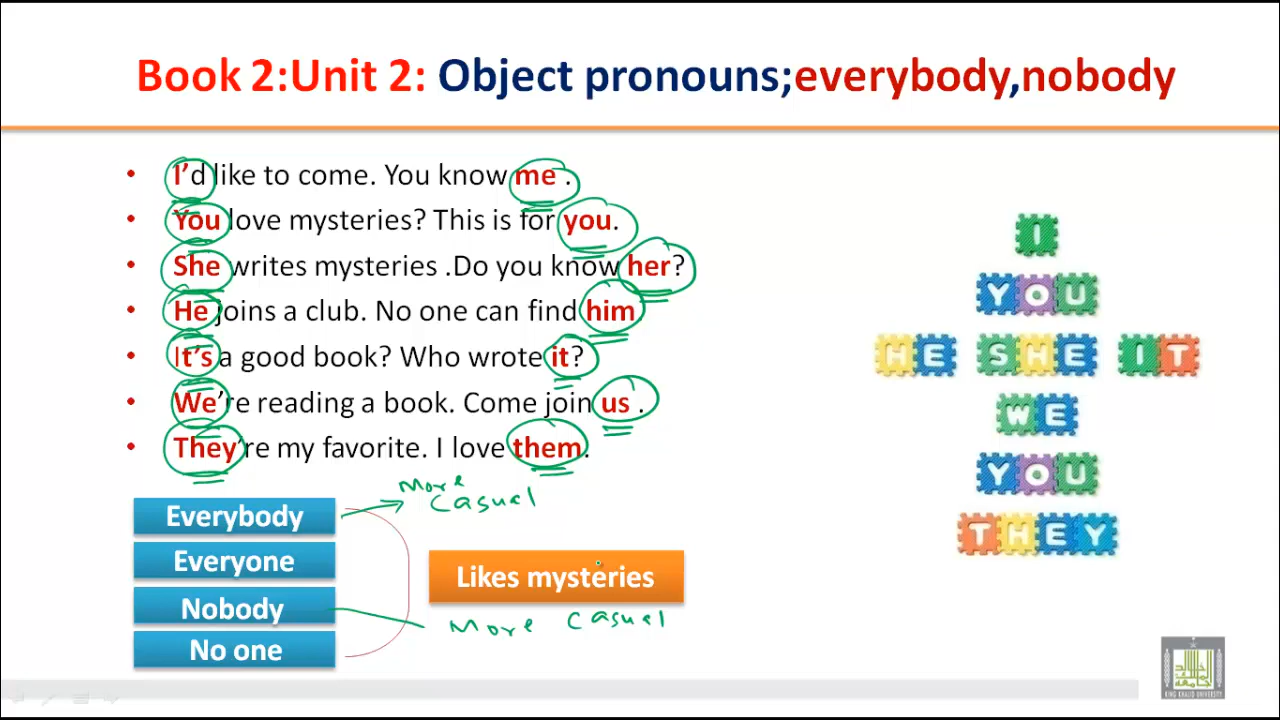 Book 2:Unit 2: Object pronouns;everybody,nobody
• I'd like to come. You know me .
• You love mysteries? This is for you.
• She writes mysteries .Do you know her?
• He joins a club. No one can find him
• It's a good book? Who wrote it?
• We're reading a book. Come join us .
• They're my favorite. I love them.
I
YOU
HE SHE IT
WE
YOU
THEY
More
casual
Everybody
Everyone
Nobody
No one
Likes mysteries
More casual
KING KHALID UNIVERSITY